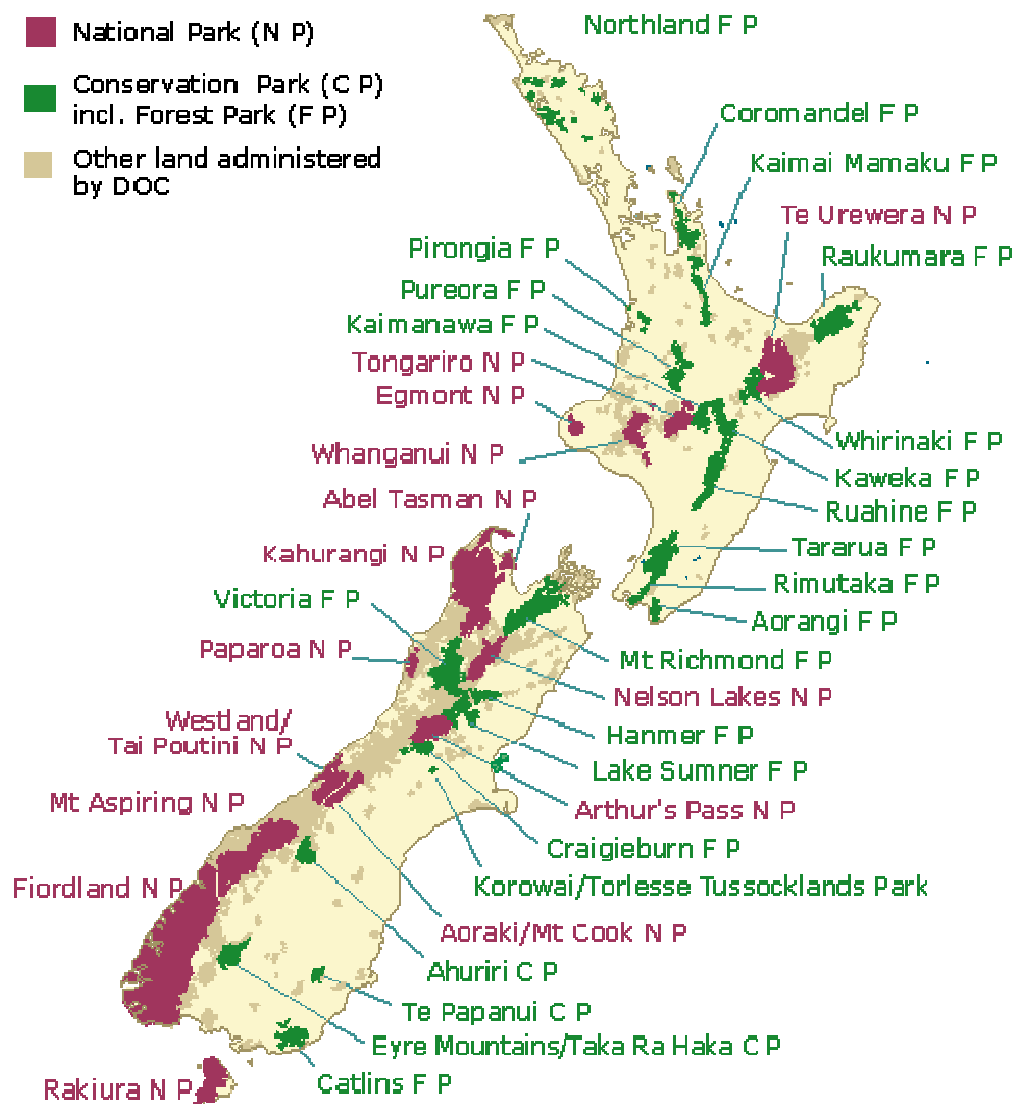 National Park (N P)
Conservation Park (C P)
incl. Forest Park (F P)
Other land administered
by DOC
Northland F P
Coromandel F P
Kaimai Mamaku F P
Te Urewera N P
Raukumara F P
Pirongia F P
Pureora F P
Kaimanawa F P
Tongariro N P
Egmont N P
Whanganui N P
Whirinaki F P
Kaweka F P
Ruahine F P
Tararua F P
Rimutaka F P
Aorangi F P
Abel Tasman N P
Kahurangi N P
Victoria F P
Paparoa N P
Mt Richmond F P
Nelson Lakes N P
Hanmer F P
Lake Sumner F P
Arthur's Pass N P
Craigieburn F P
Korowai/Torlesse Tussocklands Park
Westland/
Tai Poutini N P
Mt Aspiring N P
Fiordland N P
Aoraki/Mt Cook N P
Ahuriri C P
Te Papanui C P
Eyre Mountains/Taka Ra Haka C P
Catlins F P
Rakiura N P